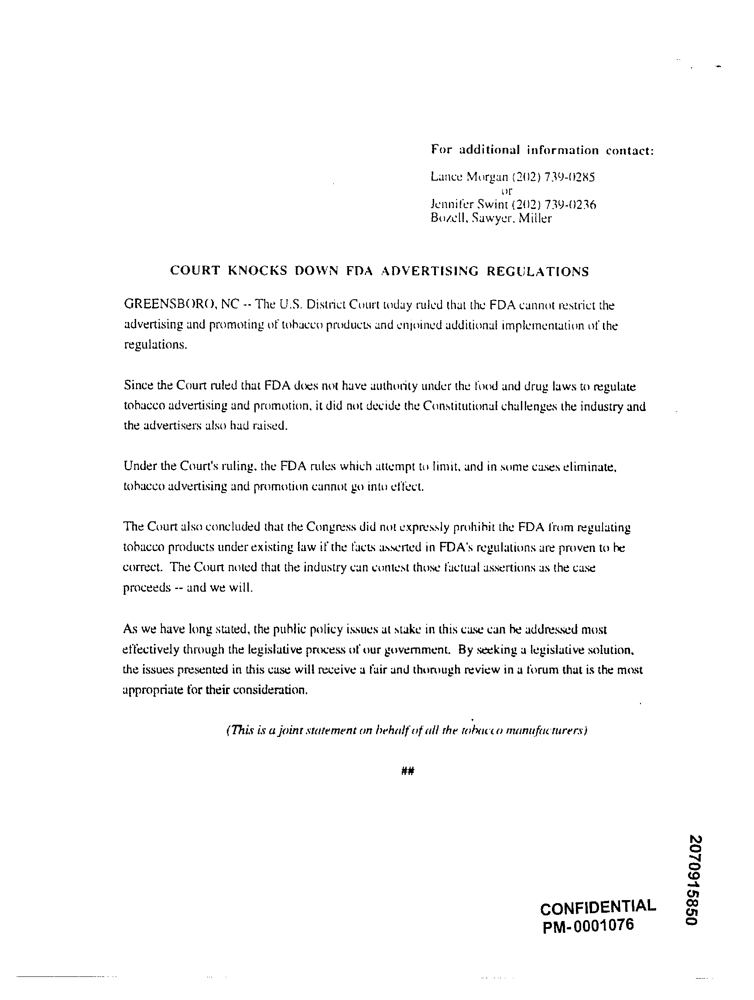 For additional information contact:
Lance Morgan (202) 739-0285
or
Jennifer Swint (202) 739-0236
Bozell, Sawyer, Miller
COURT KNOCKS DOWN FDA ADVERTISING REGULATIONS
GREENSBORO, NC -- The U.S. District Court today ruled that the FDA cannot restrict the
advertising and promoting of tobacco products and enjoined additional implementation of the
regulations.
Since the Court ruled that FDA does not have authority under the food and drug laws to regulate
tobacco advertising and promotion, it did not decide the Constitutional challenges the industry and
the advertisers also had raised.
Under the Court's ruling, the FDA rules which attempt to limit, and in some cases eliminate,
tobacco advertising and promotion cannot go into effect.
The Court also concluded that the Congress did not expressly prohibit the FDA from regulating
tobacco products under existing law if the facts asserted in FDA's regulations are proven to be
correct. The Court noted that the industry can contest those factual assertions as the case
proceeds -- and we will.
As we have long stated, the public policy issues at stake in this case can be addressed most
effectively through the legislative process of our government. By seeking a legislative solution,
the issues presented in this case will receive a fair and thorough review in a forum that is the most
appropriate for their consideration.
(This is a joint statement on behalf of all the tobacco manufacturers)
##
2070915850
CONFIDENTIAL
PM-0001076